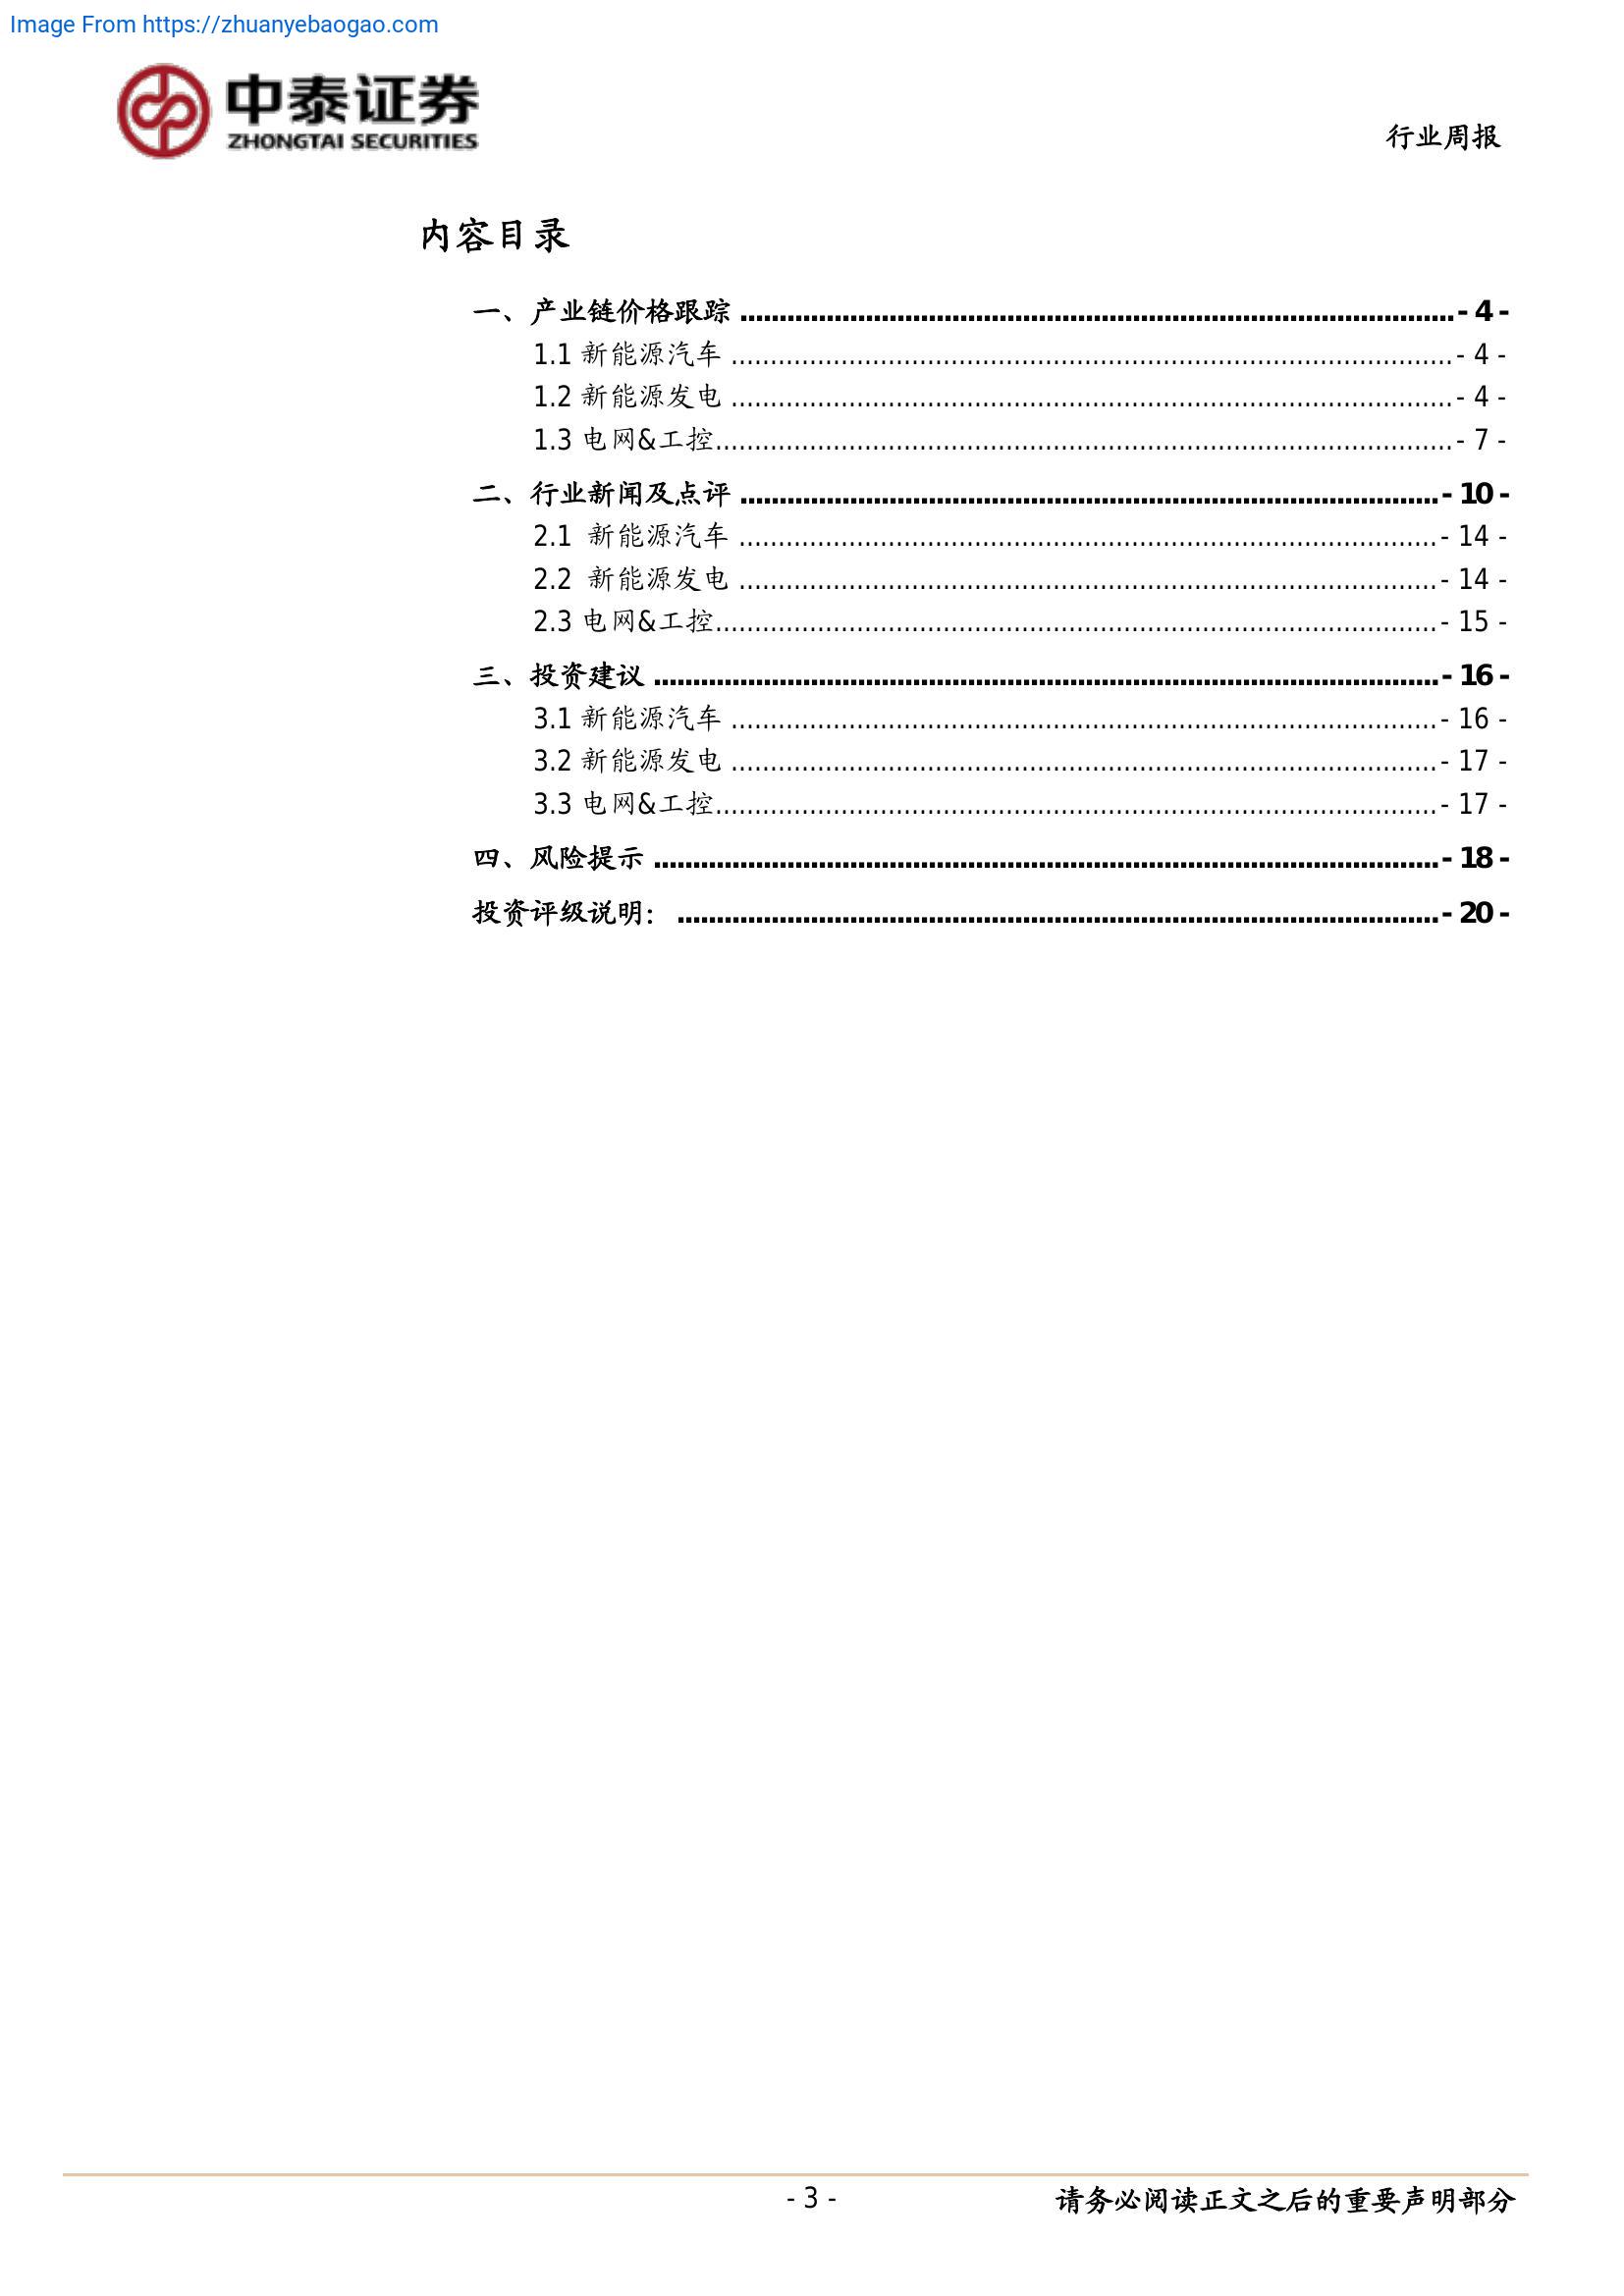 Image From https://zhuanyebaogao.com
中泰证券
ZHONGTAI SECURITIES
行业周报
内容目录
一、产业链价格跟踪 ........................................................................................ - 4 -
1.1 新能源汽车 ........................................................................................ - 4 -
1.2 新能源发电 ........................................................................................ - 4 -
1.3 电网&工控........................................................................................ - 7 -
二、行业新闻及点评 ........................................................................................ - 10 -
2.1 新能源汽车 ........................................................................................ - 14 -
2.2 新能源发电 ........................................................................................ - 14 -
2.3 电网&工控........................................................................................ - 15 -
三、投资建议 ........................................................................................ - 16 -
3.1 新能源汽车 ........................................................................................ - 16 -
3.2 新能源发电 ........................................................................................ - 17 -
3.3 电网&工控........................................................................................ - 17 -
四、风险提示 ........................................................................................ - 18 -
投资评级说明： ........................................................................................ - 20 -
- 3 -
请务必阅读正文之后的重要声明部分